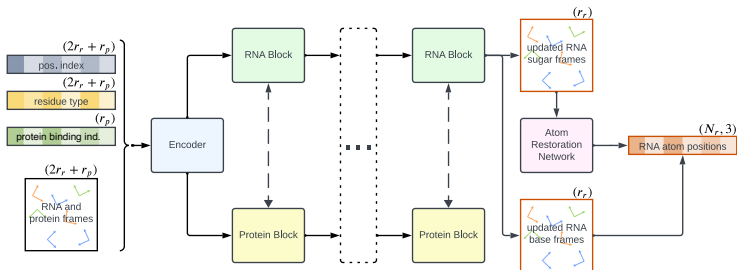 (2r_r + r_p)
pos. index
(2r_r + r_p)
residue type
(r_p)
protein binding ind.
(2r_r + r_p)
RNA and
protein frames
Encoder
RNA Block
Protein Block
RNA Block
Protein Block
(r_r)
updated RNA
sugar frames
Atom
Restoration
Network
(r_r)
updated RNA
base frames
(N_r, 3)
RNA atom positions